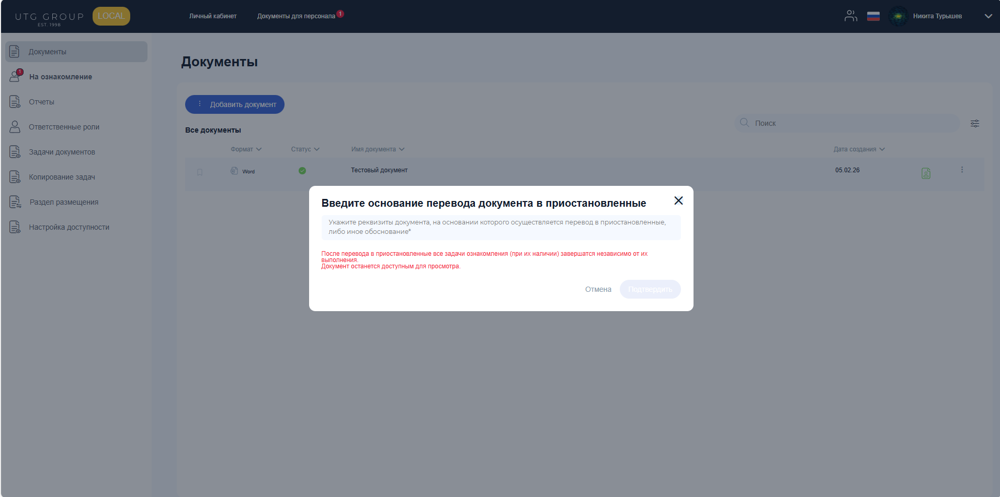 UTG GROUP
EST. 1998
LOCAL
Личный кабинет
Документы для персонала
1
Никита Турышев
Документы
1
На ознакомление
Отчеты
Ответственные роли
Задачи документов
Копирование задач
Раздел размещения
Настройка доступности
Документы
Добавить документ
Поиск
Все документы
Формат
Статус
Имя документа
Дата создания
Word
Тестовый документ
05.02.26
Введите основание перевода документа в приостановленные
Укажите реквизиты документа, на основании которого осуществляется перевод в приостановленные,
либо иное обоснование*
После перевода в приостановленные все задачи ознакомления (при их наличии) завершатся независимо от их
выполнения.
Документ останется доступным для просмотра.
Отмена
Подтвердить